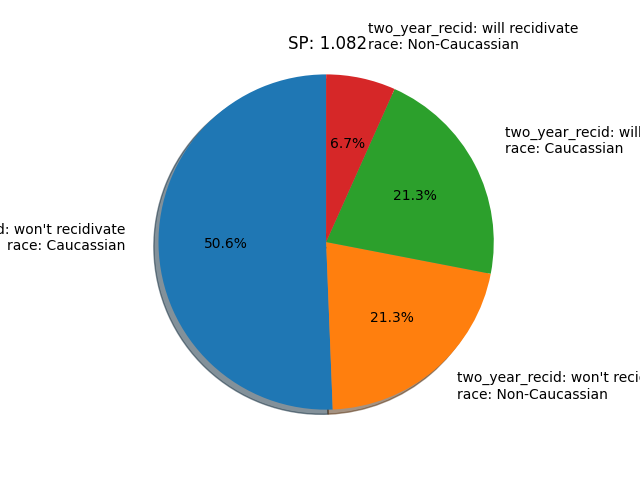 SP: 1.082
two_year_recid: will recidivate
race: Non-Caucassian
6.7%
two_year_recid: will
race: Caucassian
21.3%
won't recidivate
race: Caucassian
50.6%
21.3%
two_year_recid: won't
race: Non-Caucassian